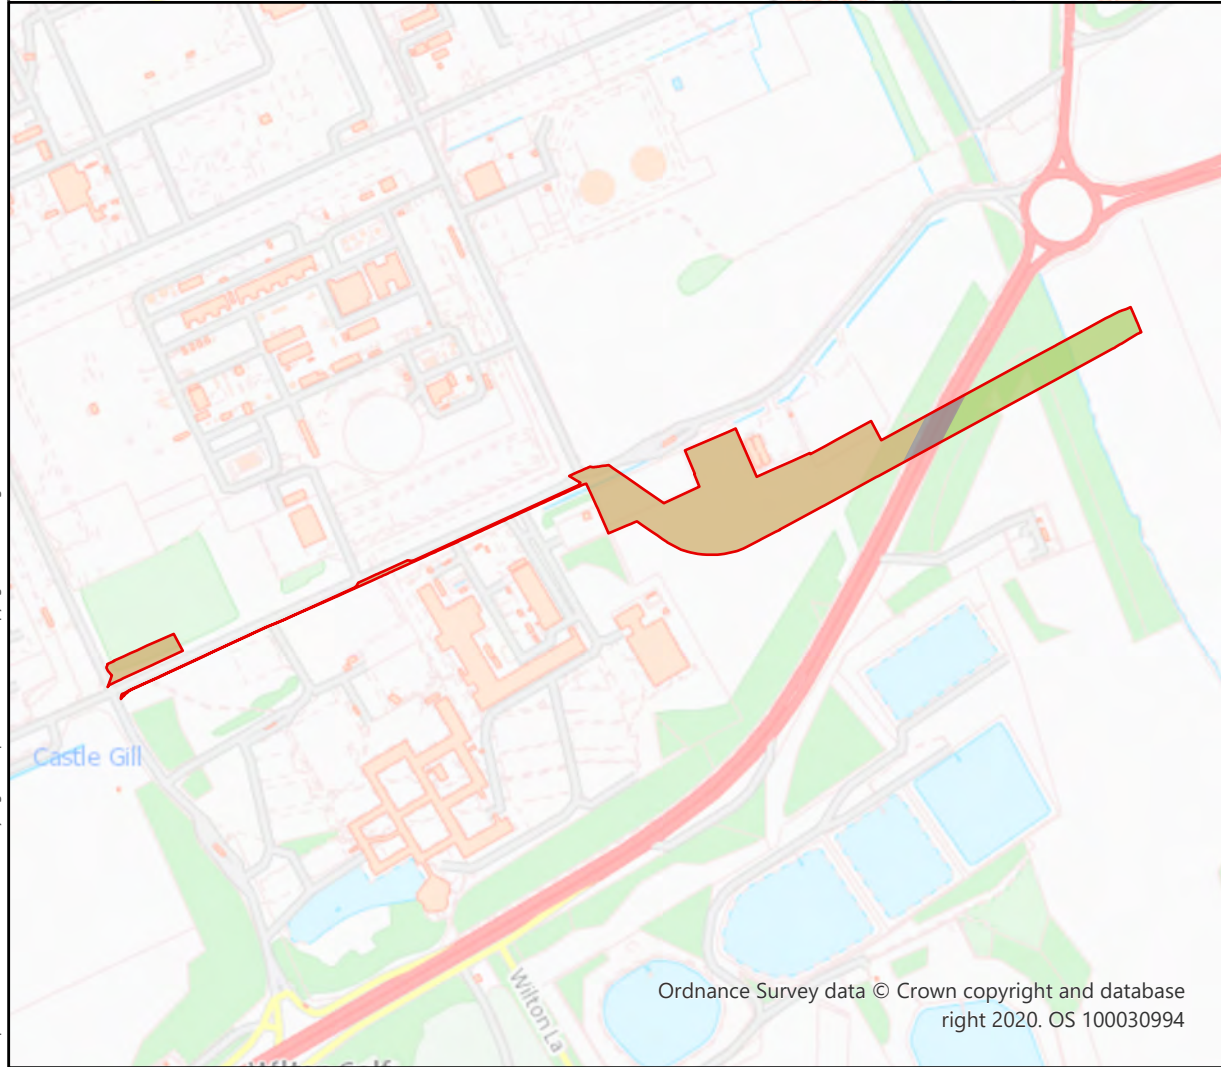 Castle Gill
Wilton La
Ordnance Survey data © Crown copyright and database
right 2020. OS 100030994